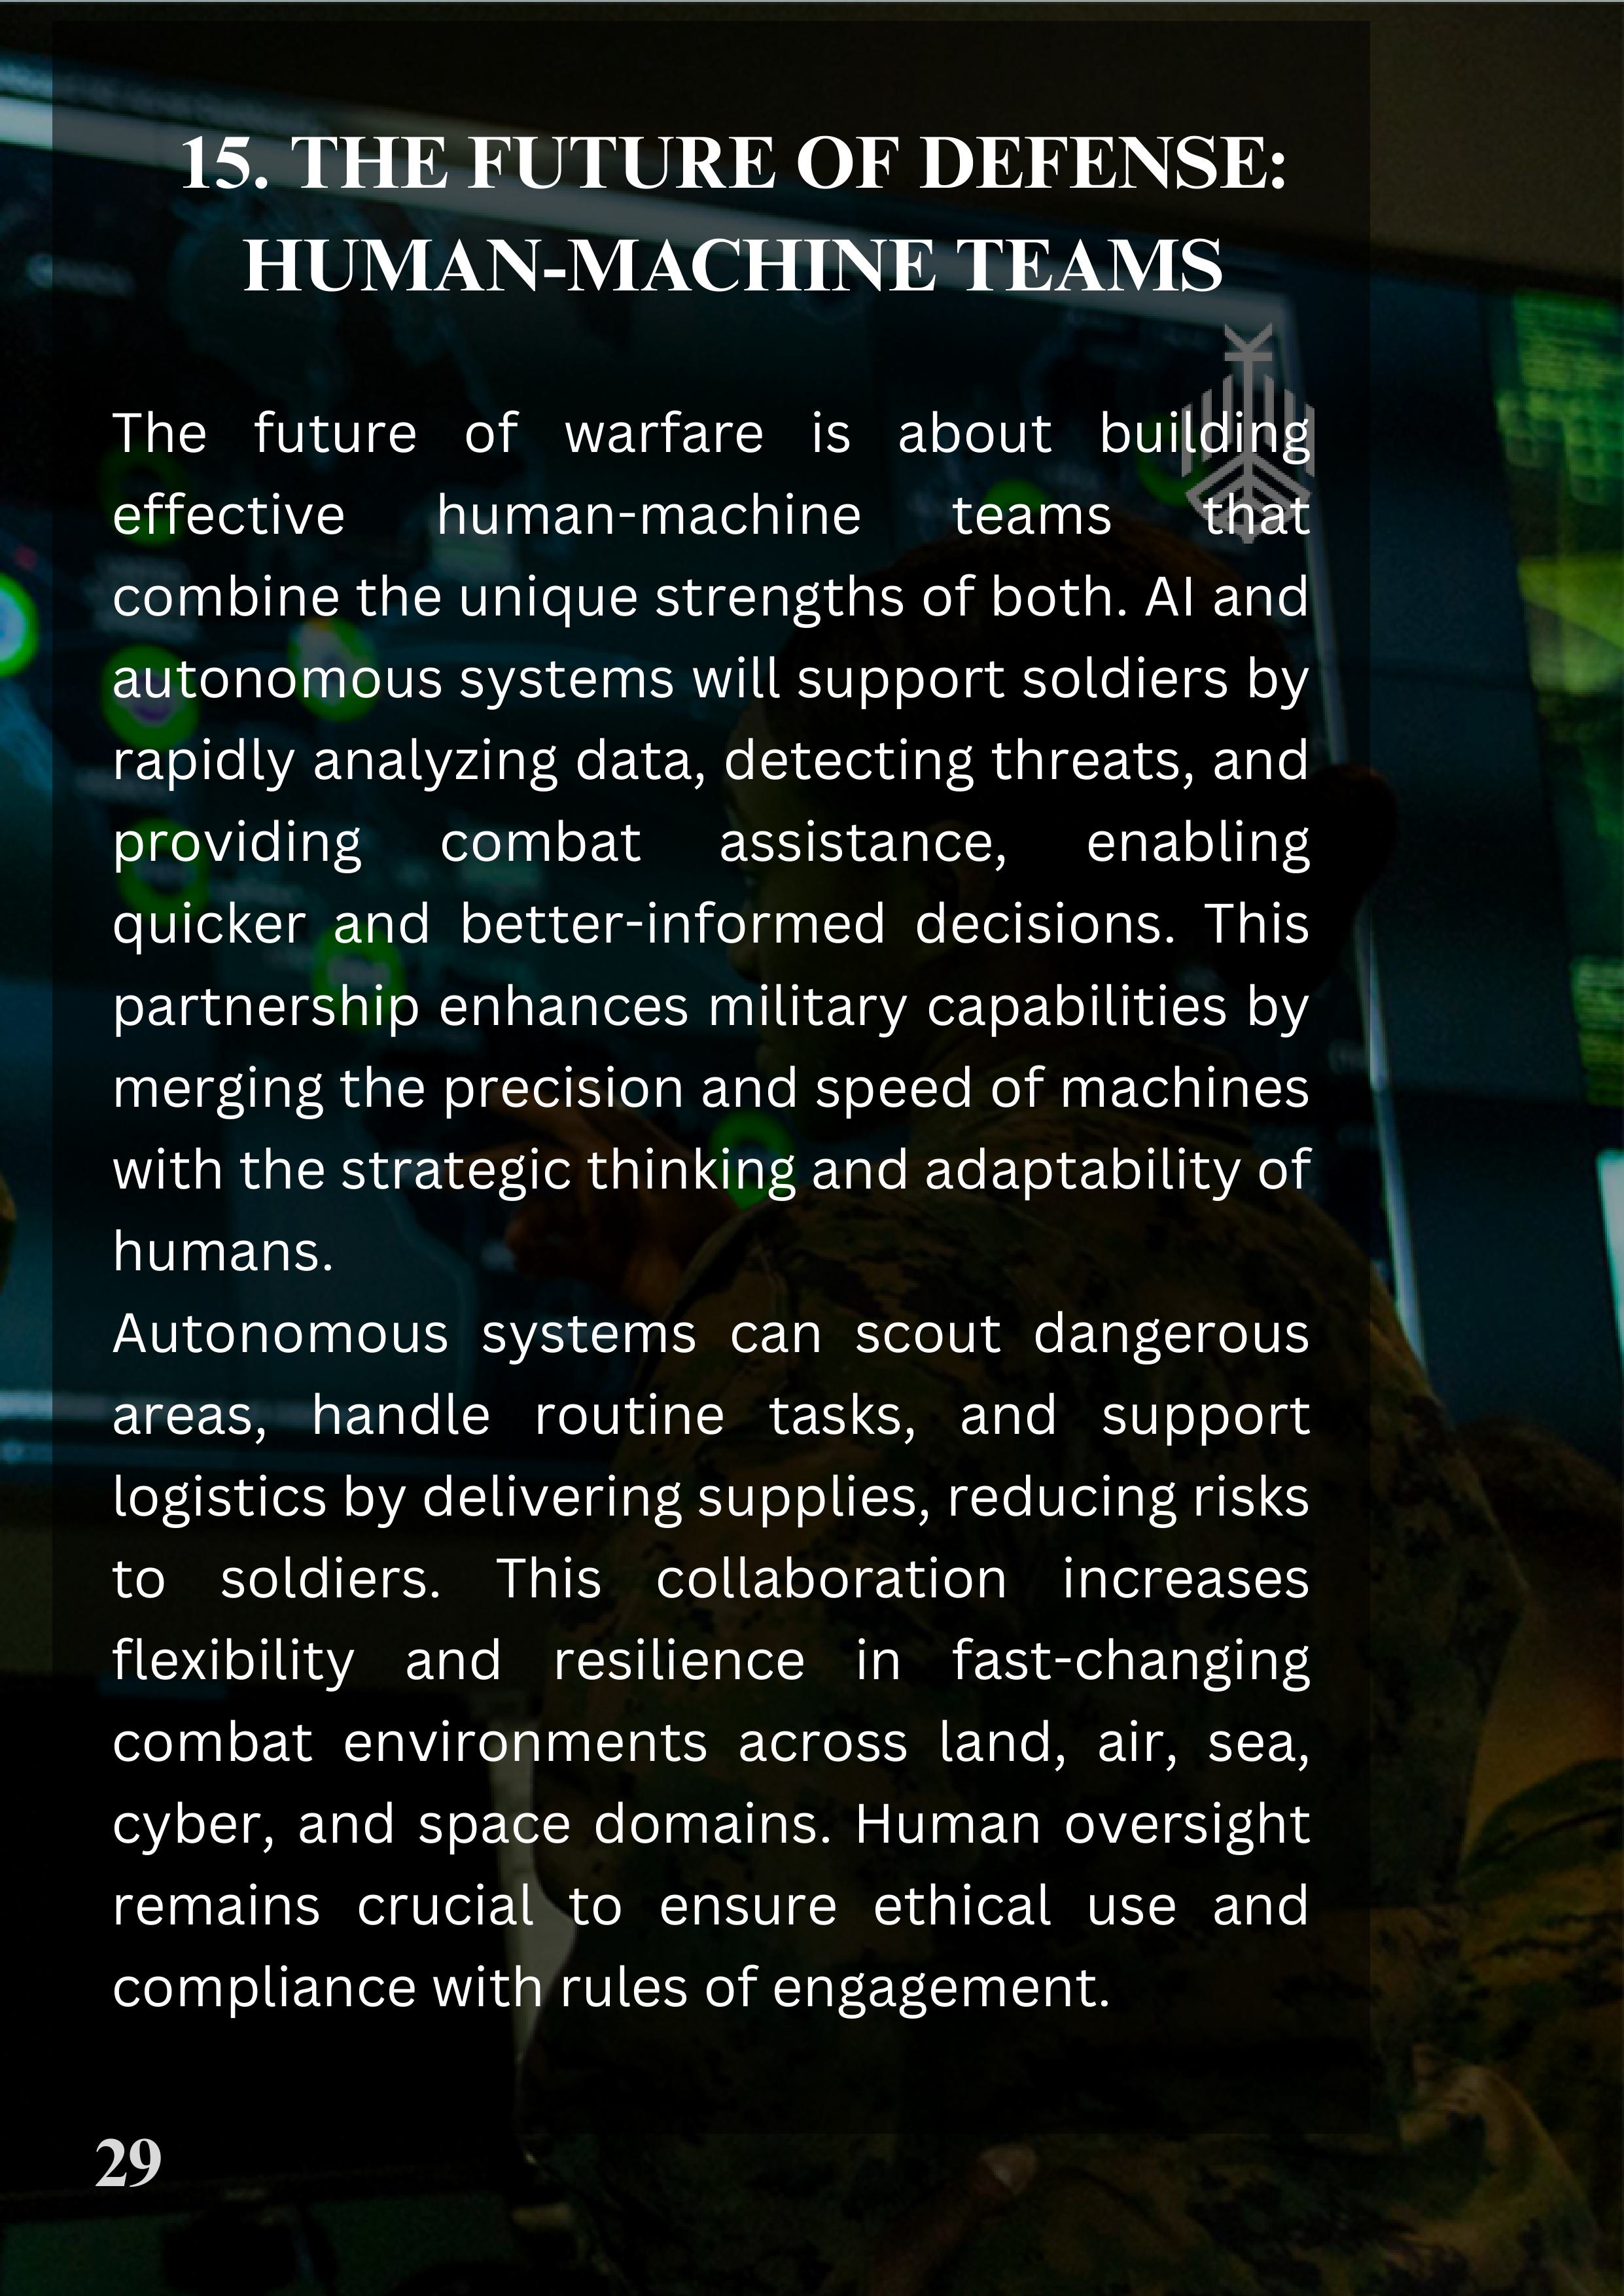 15. THE FUTURE OF DEFENSE:
HUMAN-MACHINE TEAMS
The future of warfare is about building
effective human-machine teams that
combine the unique strengths of both. AI and
autonomous systems will support soldiers by
rapidly analyzing data, detecting threats, and
providing combat assistance, enabling
quicker and better-informed decisions. This
partnership enhances military capabilities by
merging the precision and speed of machines
with the strategic thinking and adaptability of
humans.
Autonomous systems can scout dangerous
areas, handle routine tasks, and support
logistics by delivering supplies, reducing risks
to soldiers. This collaboration increases
flexibility and resilience in fast-changing
combat environments across land, air, sea,
cyber, and space domains. Human oversight
remains crucial to ensure ethical use and
compliance with rules of engagement.
29